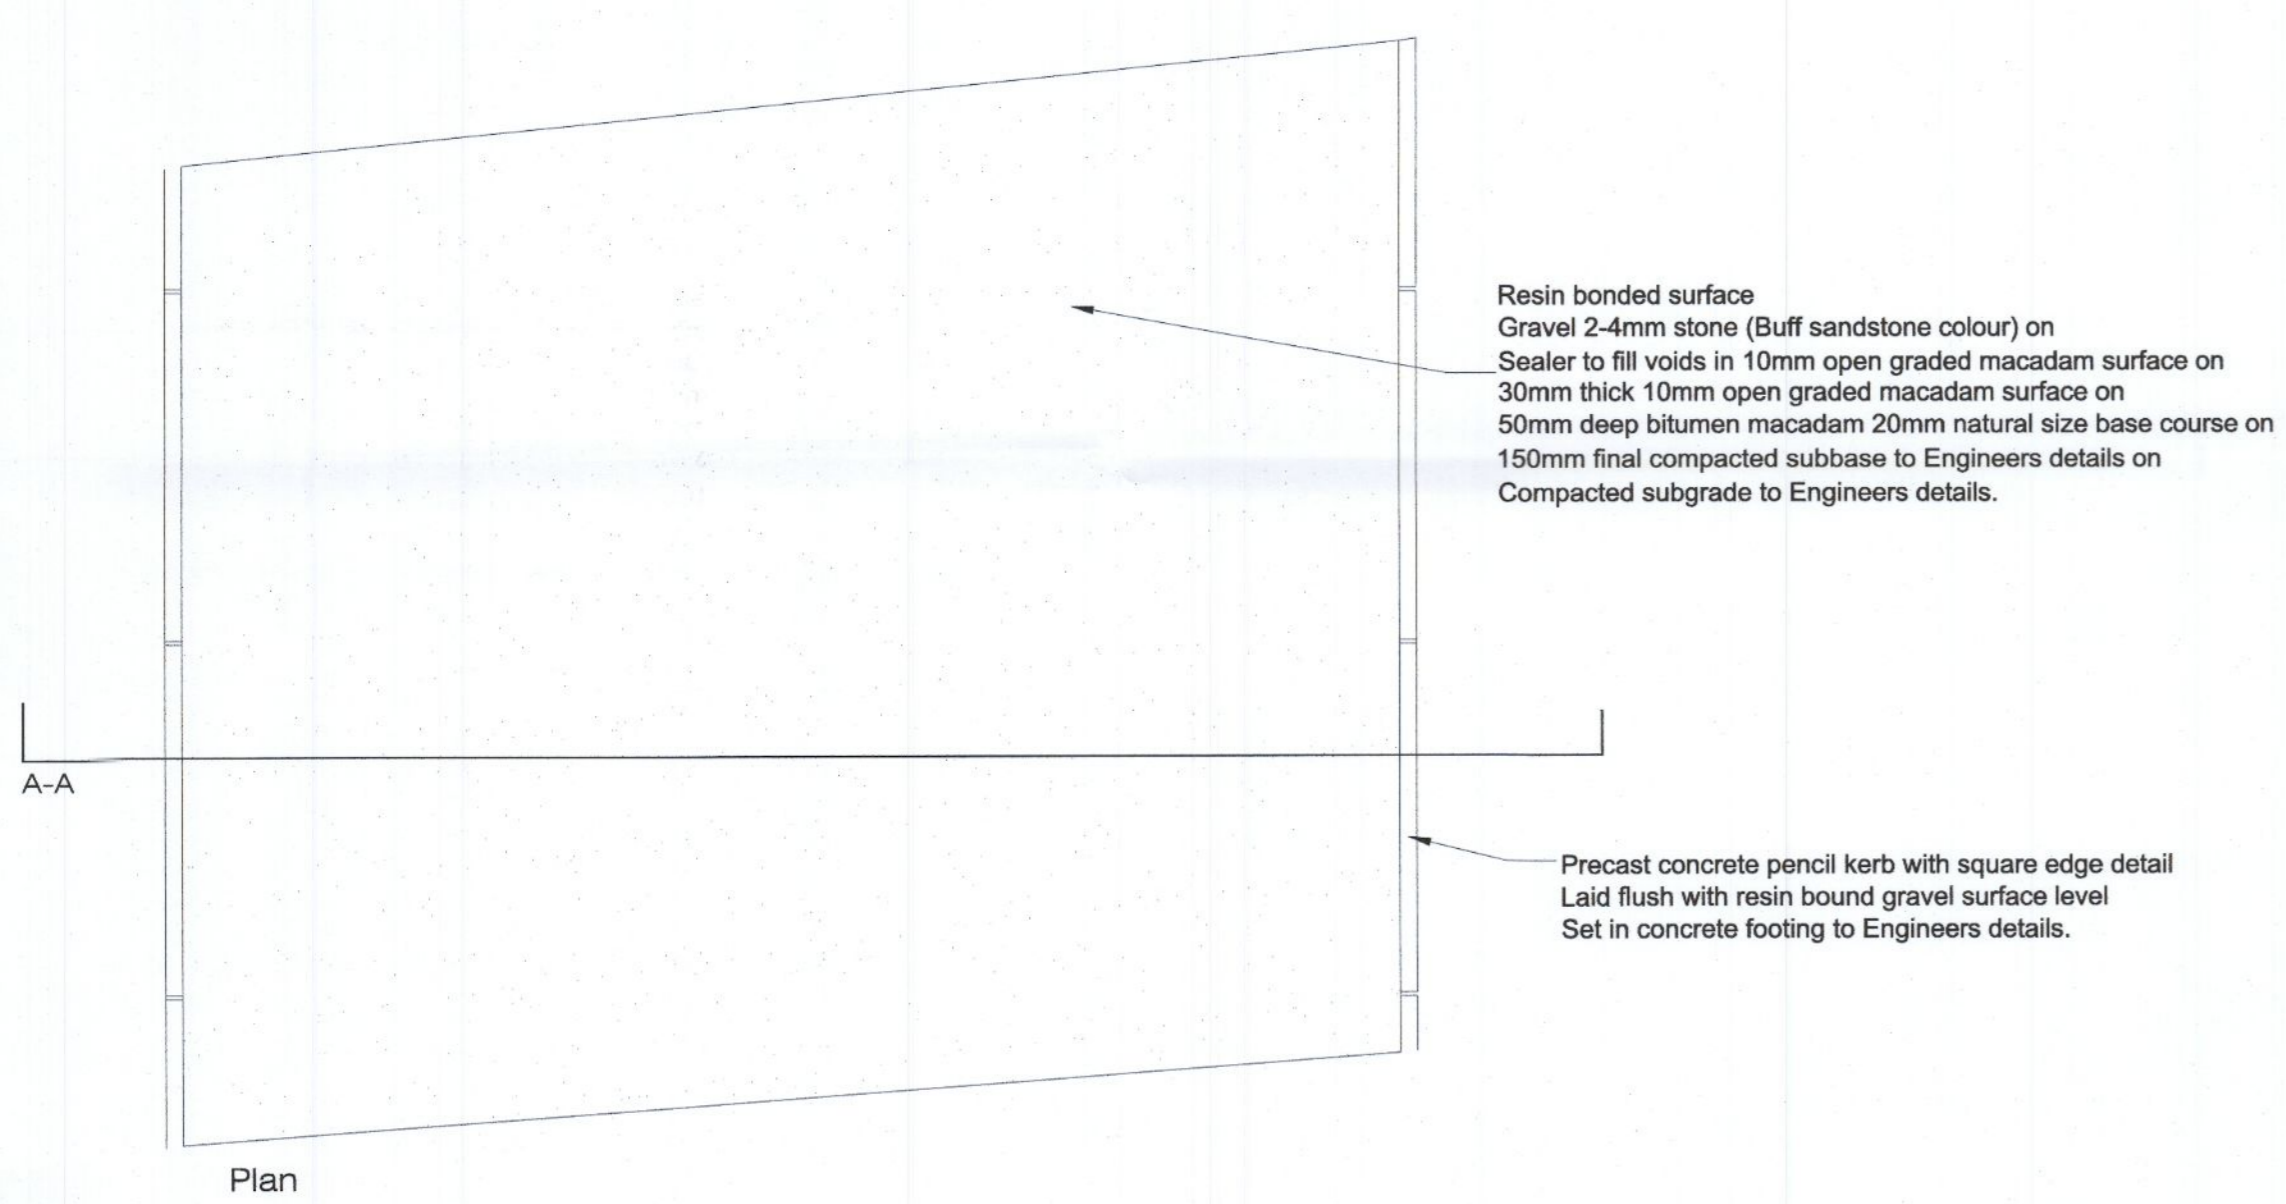 Resin bonded surface
Gravel 2-4mm stone (Buff sandstone colour) on
Sealer to fill voids in 10mm open graded macadam surface on
30mm thick 10mm open graded macadam surface on
50mm deep bitumen macadam 20mm natural size base course on
150mm final compacted subbase to Engineers details on
Compacted subgrade to Engineers details.
A-A
Precast concrete pencil kerb with square edge detail
Laid flush with resin bound gravel surface level
Set in concrete footing to Engineers details.
Plan